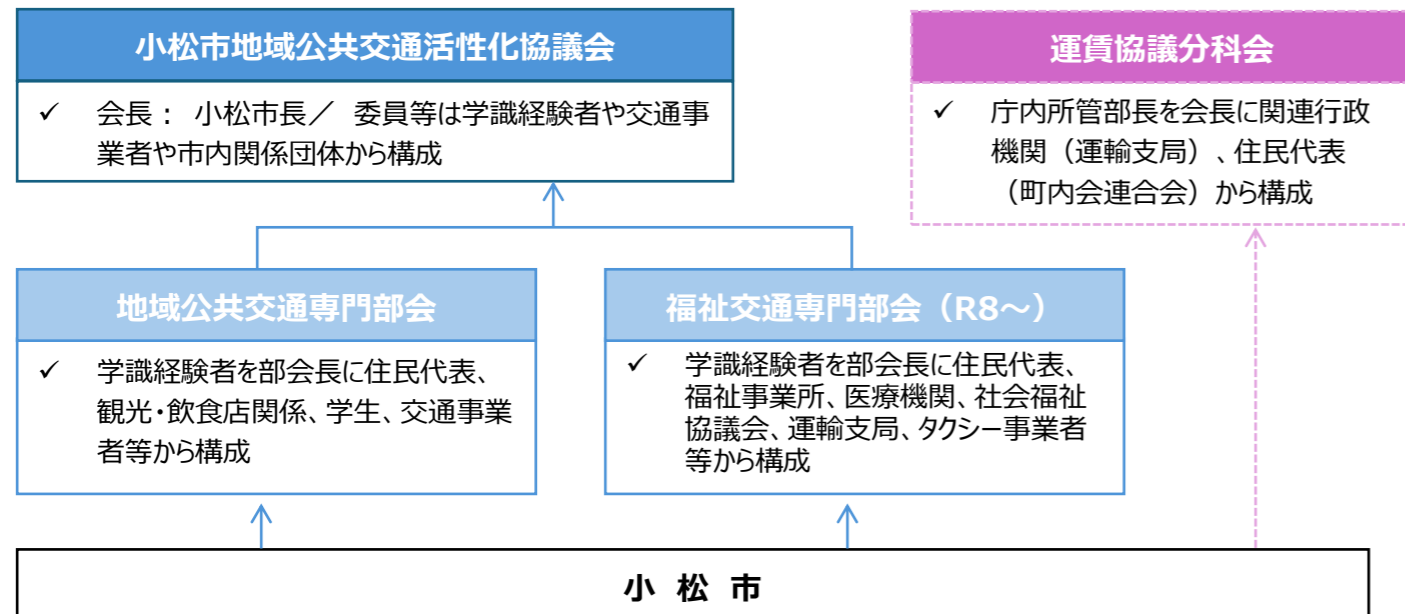 小松市地域公共交通活性化協議会
✓ 会長： 小松市長／ 委員等は学識経験者や交通事
業者や市内関係団体から構成
運賃協議分科会
✓ 庁内所管部長を会長に関連行政
機関（運輸支局）、住民代表
（町内会連合会）から構成
地域公共交通専門部会
✓ 学識経験者を部会長に住民代表、
観光・飲食店関係、学生、交通事業
者等から構成
福祉交通専門部会（R8～）
✓ 学識経験者を部会長に住民代表、
福祉事業所、医療機関、社会福祉
協議会、運輸支局、タクシー事業者
等から構成
小 松 市